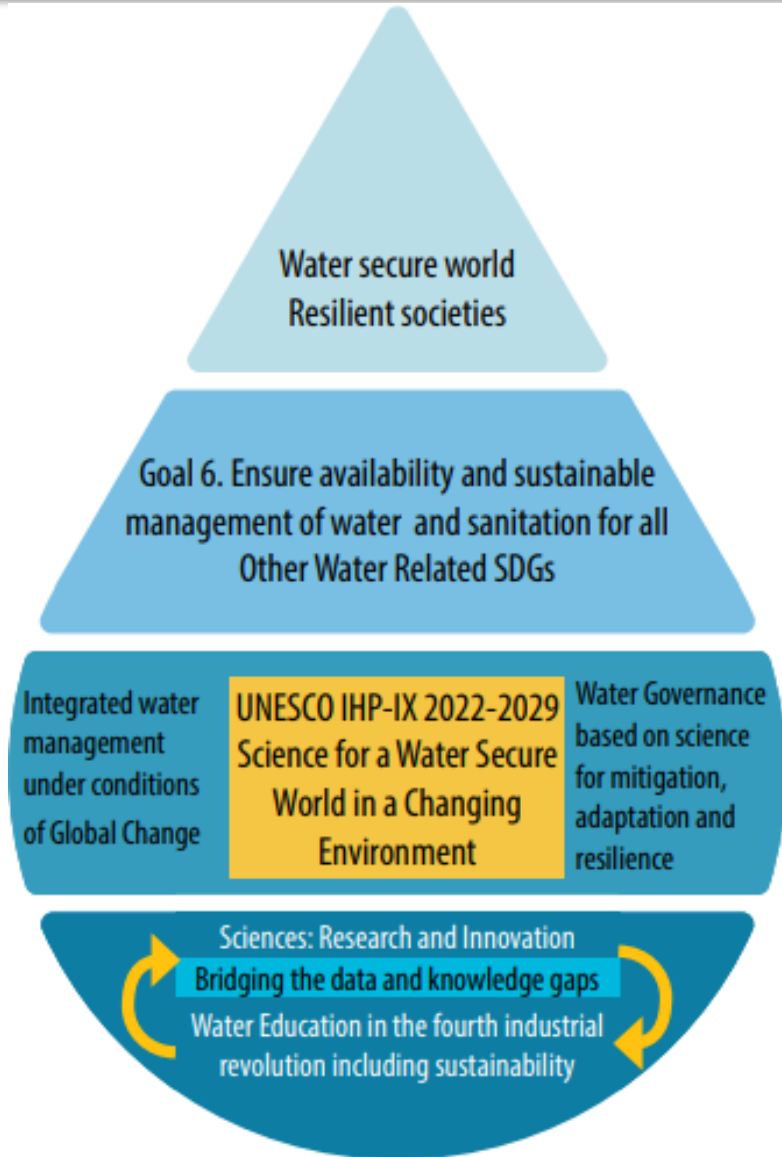 Water secure world
Resilient societies
Goal 6. Ensure availability and sustainable
management of water and sanitation for all
Other Water Related SDGs
Integrated water
management
under conditions
of Global Change
UNESCO IHP-IX 2022-2029
Science for a Water Secure
World in a Changing
Environment
Water Governance
based on science
for mitigation,
adaptation and
resilience
Sciences: Research and Innovation
Bridging the data and knowledge gaps
Water Education in the fourth industrial
revolution including sustainability